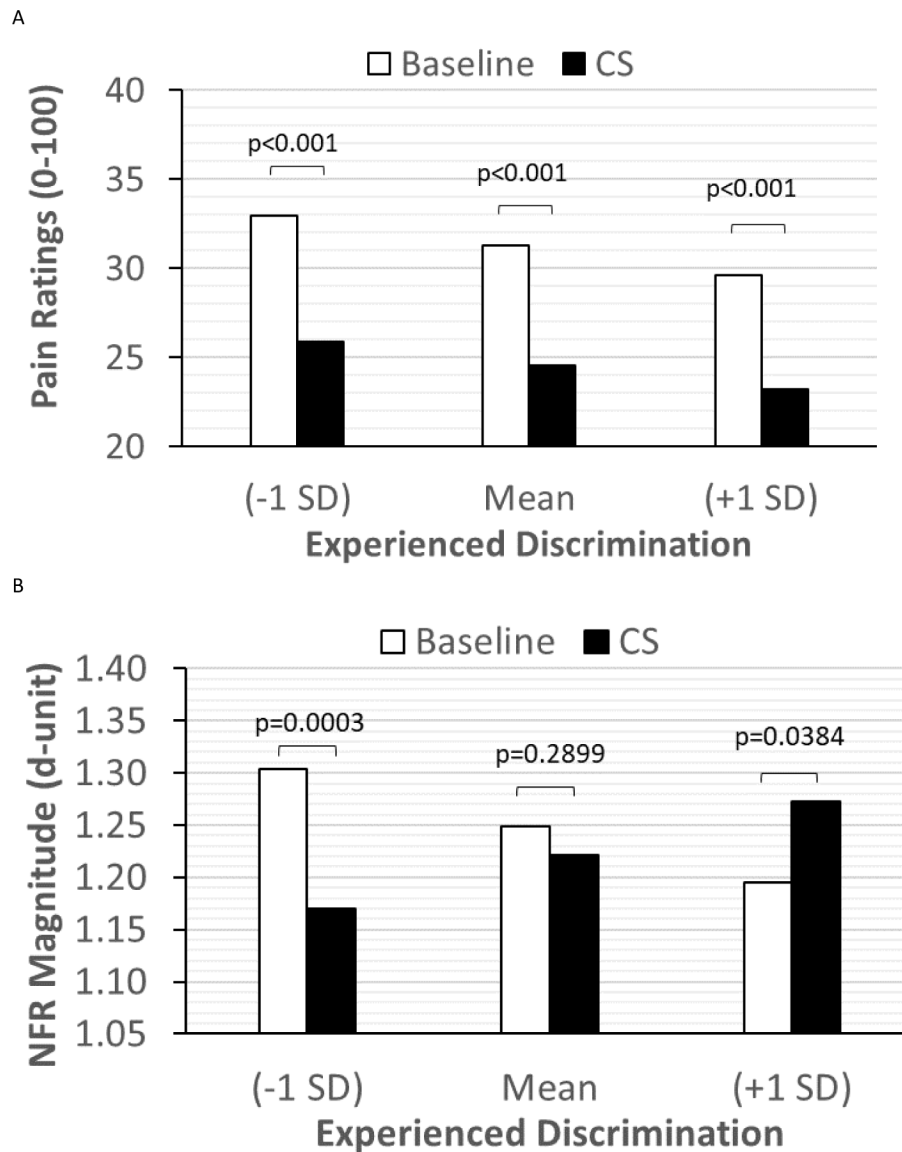 A
Baseline CS
40
p<0.001
p<0.001
p<0.001
35
30
25
20
Pain Ratings (0-100)
(-1 SD) Mean (+1 SD)
Experienced Discrimination
B
Baseline CS
1.40
p=0.0003
p=0.2899
p=0.0384
1.35
1.30
1.25
1.20
1.15
1.10
1.05
NFR Magnitude (d-unit)
(-1 SD) Mean (+1 SD)
Experienced Discrimination